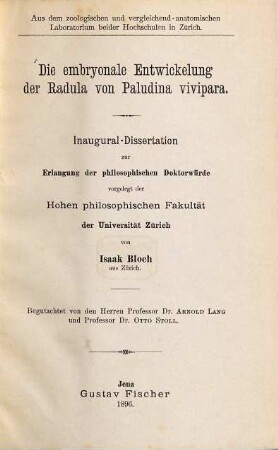 Aus dem zoologischen und vergleichend-anatomischen
Laboratorium beider Hochschulen in Zürich.
Die embryonale Entwickelung
der Radula von Paludina vivipara.
Inaugural-Dissertation
zur
Erlangung der philosophischen Doktorwürde
vorgelegt der
Hohen philosophischen Fakultät
der Universität Zürich
von
Isaak Bloch
aus Zürich.
Begutachtet von den Herren Professor Dr. Arnold Lang
und Professor Dr. Otto Stoll.
Jena
Gustav Fischer
1896.